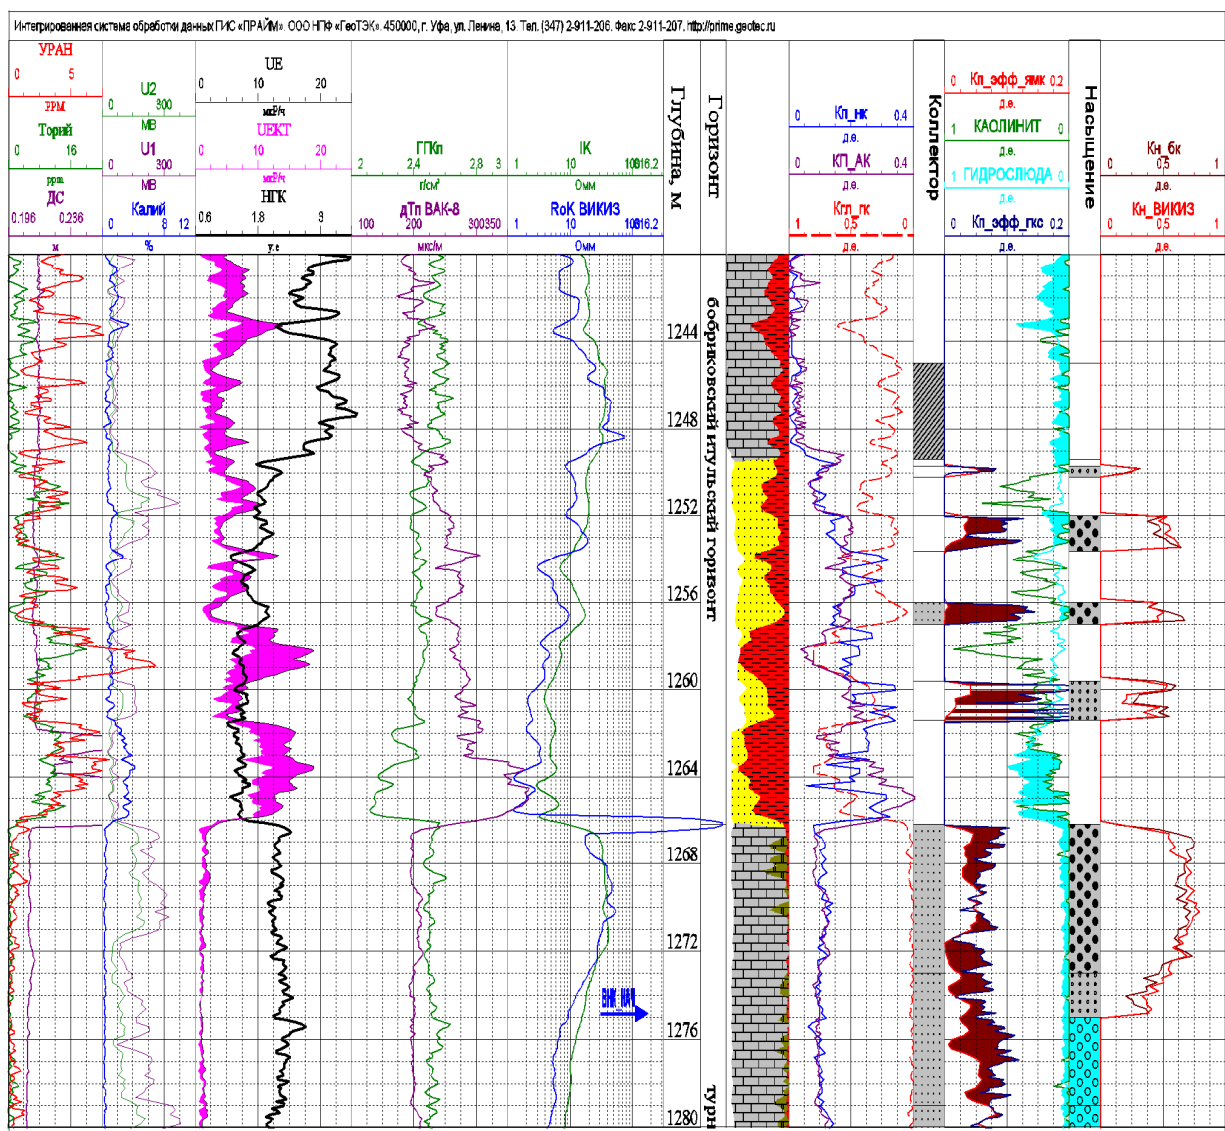 Интегрированная система обработки данных ГИС «ПРАЙМ». ООО НПФ «ГеоТЭК». 450000, г. Уфа, ул. Ленина, 13. Тел. (347) 2-911-206. Факс 2-911-207. http://prime.geotec.ru
УРАН
0 5
ppm
Торий
0 16
ppm
ДС
0.196 0.236
м
U2
0 300
МВ
U1
0 300
МВ
Калий
0 8 12
%
UE
0 10 20
мкР/ч
UEKT
0 10 20
мкР/ч
НГК
0.6 1.8 3
у.е
ГГКп
2 2.4 2.8 3
г/см³
дТп ВАК-8
100 200 300 350
мкс/м
IK
1 10
Омм
RoK ВИКИЗ
1 10
Омм
Глубина, м
Горизонт
Кп_нк
0 0.4
д.е.
КП_АК
0 0.4
д.е.
Кгл_гк
1 0.5 0
д.е.
Коллектор
Кп_эфф_ямк
0 0.2
д.е.
КАОЛИНИТ
1 0
д.е.
ГИДРОСЛЮДА
1 0
д.е.
Кп_эфф_гкс
0 0.2
д.е.
Насыщение
Кн_бк
0 0.5 1
д.е.
Кн_ВИКИЗ
0 0.5 1
д.е.
1244
1248
1252
1256
1260
1264
1268
1272
1276
1280
бобриковский и тульский горизонт
турн